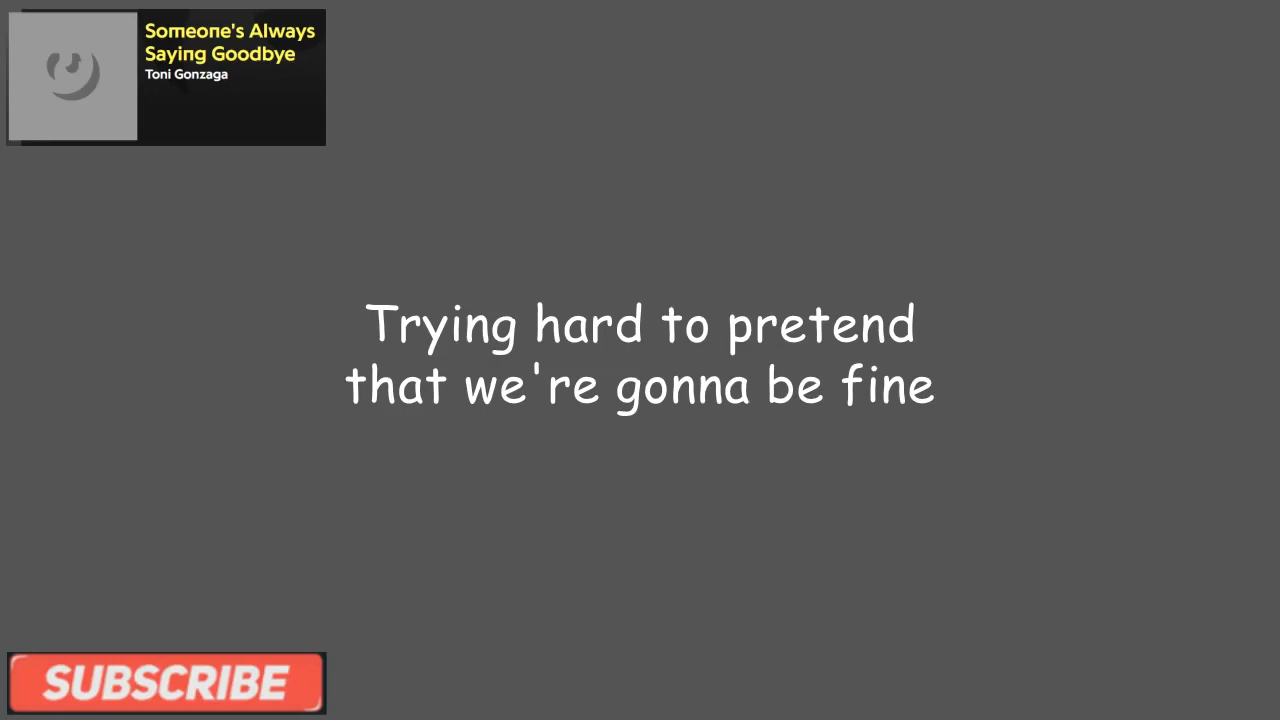 Someone's Always
Saying Goodbye
Toni Gonzaga
Trying hard to pretend
that we're gonna be fine
SUBSCRIBE